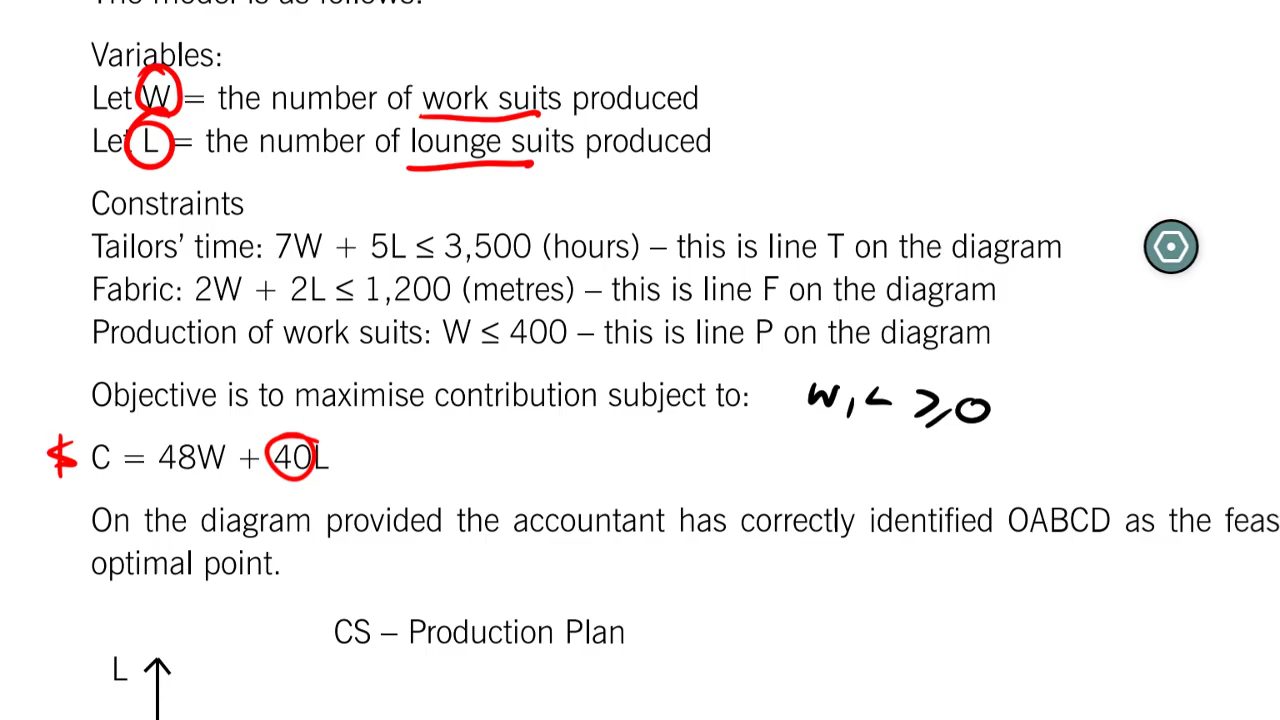 Variables:
Let W = the number of work suits produced
Let L = the number of lounge suits produced
Constraints
Tailors’ time: 7W + 5L ≤ 3,500 (hours) – this is line T on the diagram
Fabric: 2W + 2L ≤ 1,200 (metres) – this is line F on the diagram
Production of work suits: W ≤ 400 – this is line P on the diagram
Objective is to maximise contribution subject to: W, L ≥ 0
$ C = 48W + 40L
On the diagram provided the accountant has correctly identified OABCD as the feas
optimal point.
CS – Production Plan
L